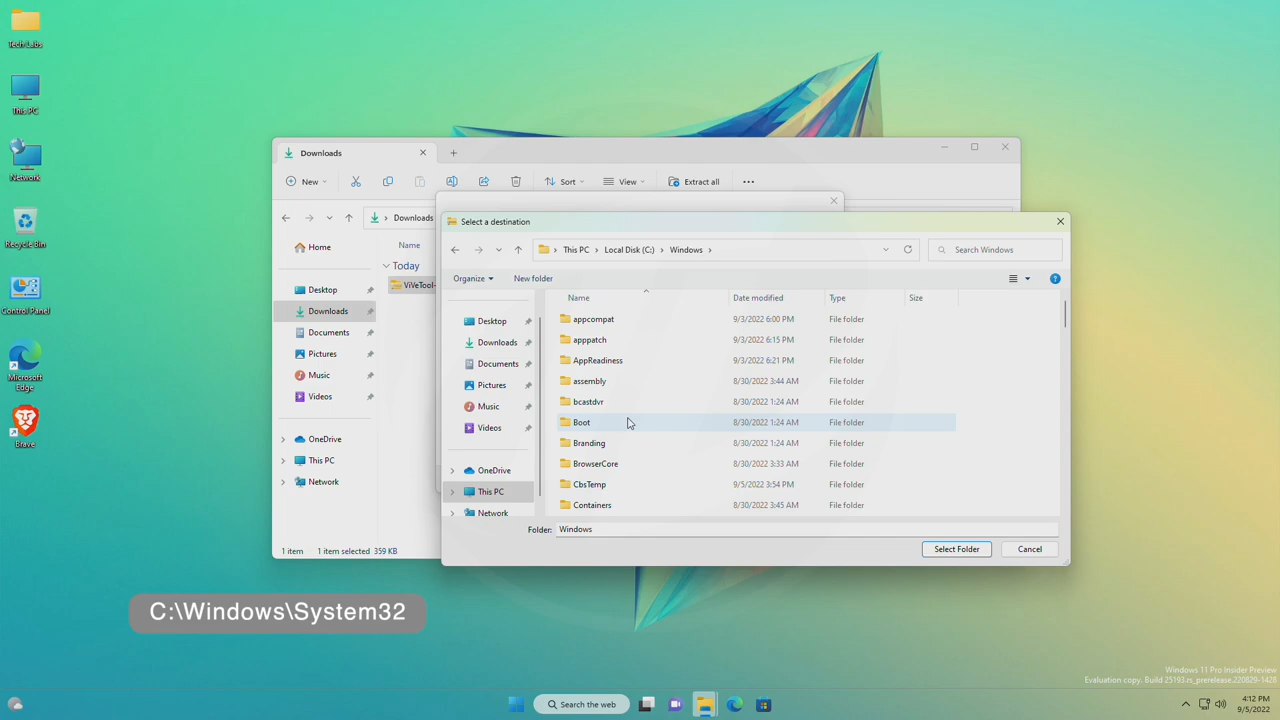 Tech Labs
This PC
Network
Recycle Bin
Control Panel
Microsoft
Edge
Brave
Downloads
New
Sort
View
Extract all
Downloads
Home
Desktop
Downloads
Documents
Pictures
Music
Videos
OneDrive
This PC
Network
Name
Today
ViVeTool-
1 item
1 item selected 359 KB
Select a destination
This PC
Local Disk (C:)
Windows
Search Windows
Organize
New folder
Desktop
Downloads
Documents
Pictures
Music
Videos
OneDrive
This PC
Network
Name Date modified Type Size
appcompat 9/3/2022 6:00 PM File folder
apppatch 9/3/2022 6:15 PM File folder
AppReadiness 9/3/2022 6:21 PM File folder
assembly 8/30/2022 3:44 AM File folder
bcastdvr 8/30/2022 1:24 AM File folder
Boot 8/30/2022 1:24 AM File folder
Branding 8/30/2022 1:24 AM File folder
BrowserCore 8/30/2022 3:33 AM File folder
CbsTemp 9/5/2022 3:54 PM File folder
Containers 8/30/2022 3:45 AM File folder
Folder: Windows
Select Folder
Cancel
C:\Windows\System32
Windows 11 Pro Insider Preview
Evaluation copy. Build 25193.rs_prerelease.220829-1428
Search the web
4:12 PM
9/5/2022